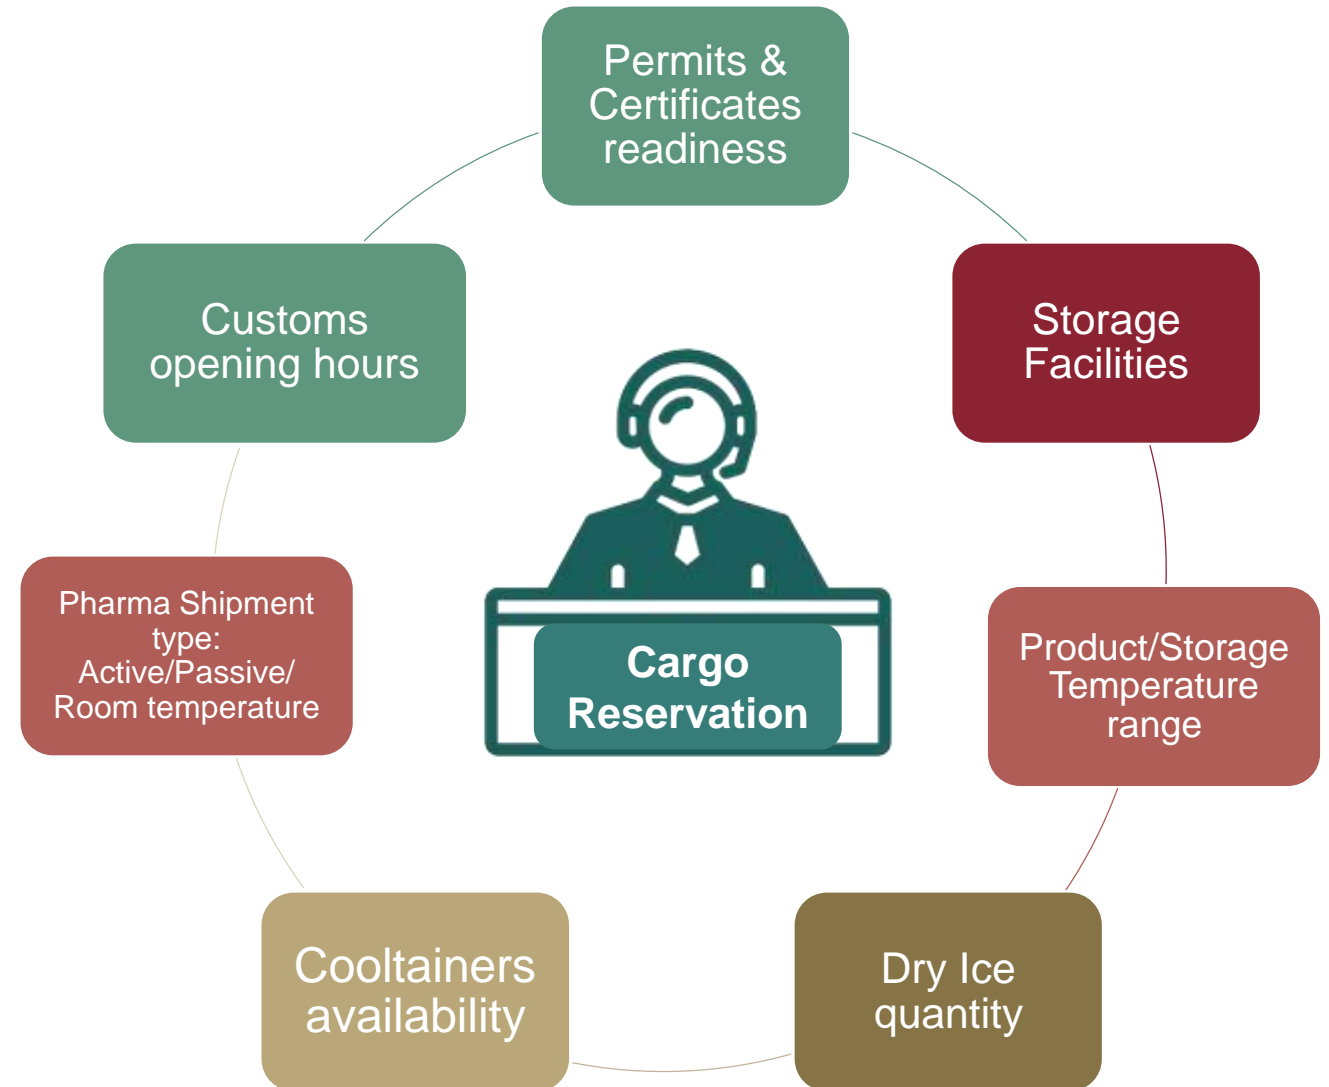 Permits &
Certificates
readiness
Customs
opening hours
Storage
Facilities
Pharma Shipment
type:
Active/Passive/
Room temperature
Cargo
Reservation
Product/Storage
Temperature
range
Cooltainers
availability
Dry Ice
quantity